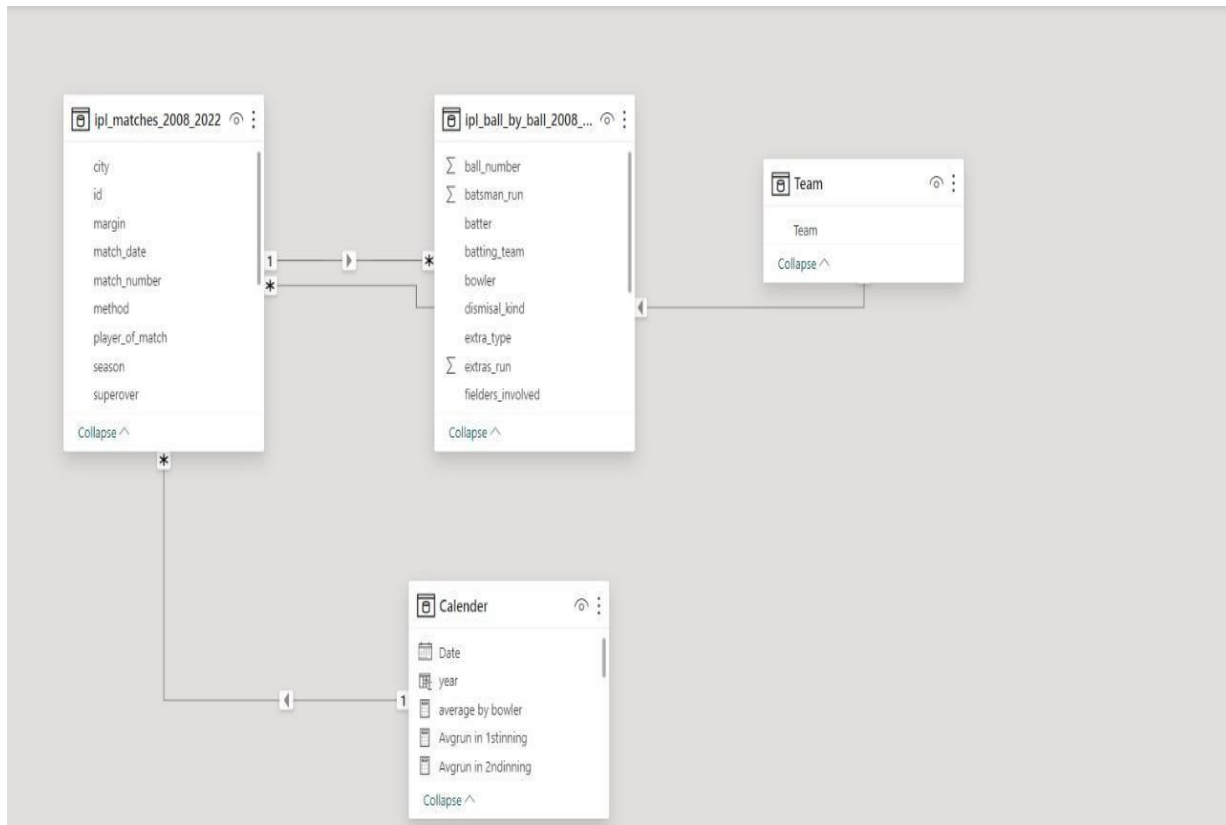 ipl_matches_2008_2022
city
id
margin
match_date
match_number
method
player_of_match
season
superover
Collapse
1
*
*
ipl_ball_by_ball_2008_...
ball_number
batsman_run
batter
batting_team
bowler
dismisal_kind
extra_type
extras_run
fielders_involved
Collapse
*
Team
Team
Collapse
*
Calender
Date
year
average by bowler
Avgrun in 1stinning
Avgrun in 2ndinning
Collapse
1